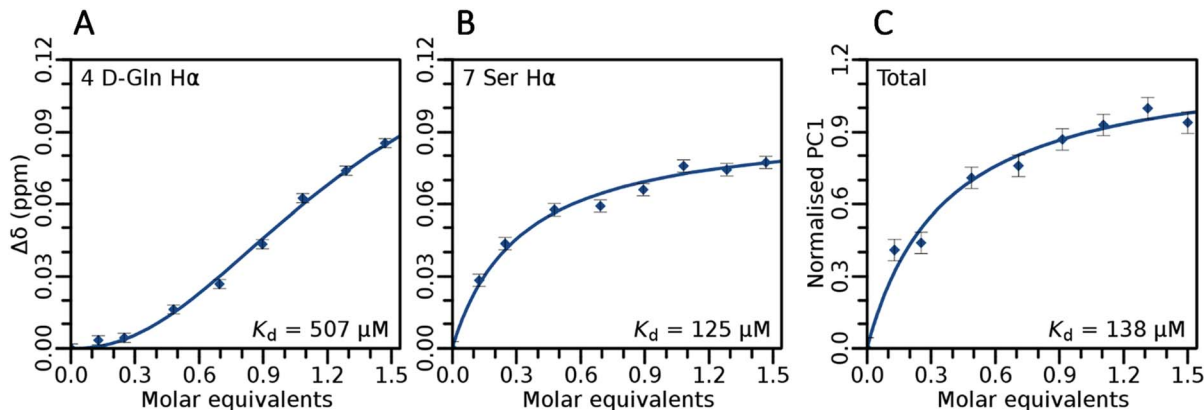 A
0.12
0.09
0.06
0.03
0.00
Δδ (ppm)
4 D-Gln Hα
Kd = 507 μM
0.0 0.3 0.6 0.9 1.2 1.5
Molar equivalents
B
0.12
0.09
0.06
0.03
0.00
7 Ser Hα
Kd = 125 μM
0.0 0.3 0.6 0.9 1.2 1.5
Molar equivalents
C
1.2
0.9
0.6
0.3
0.0
Normalised PC1
Total
Kd = 138 μM
0.0 0.3 0.6 0.9 1.2 1.5
Molar equivalents